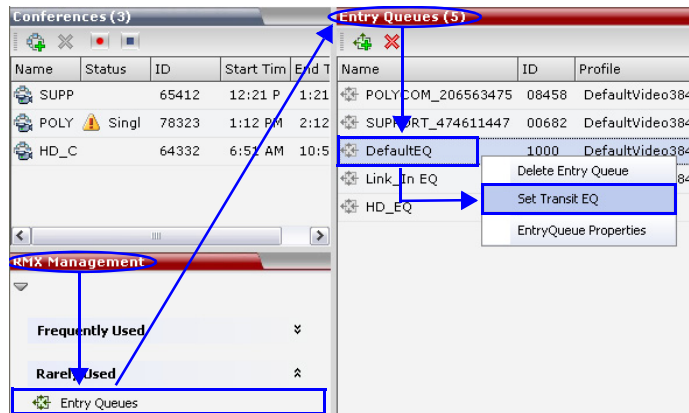 Conferences (3)
Name Status ID Start Tim End T
SUPP 65412 12:21 P 1:21
POLY Singl 78323 1:12 PM 2:12
HD_C 64332 6:51 AM 10:5
RMX Management
Frequently Used
Rarely Used
Entry Queues
Entry Queues (5)
Name ID Profile
POLYCOM_206563475 08458 DefaultVideo384
SUPPORT_474611447 00682 DefaultVideo384
DefaultEQ 1000 DefaultVideo384
Link_In EQ 84
HD_EQ
Delete Entry Queue
Set Transit EQ
EntryQueue Properties